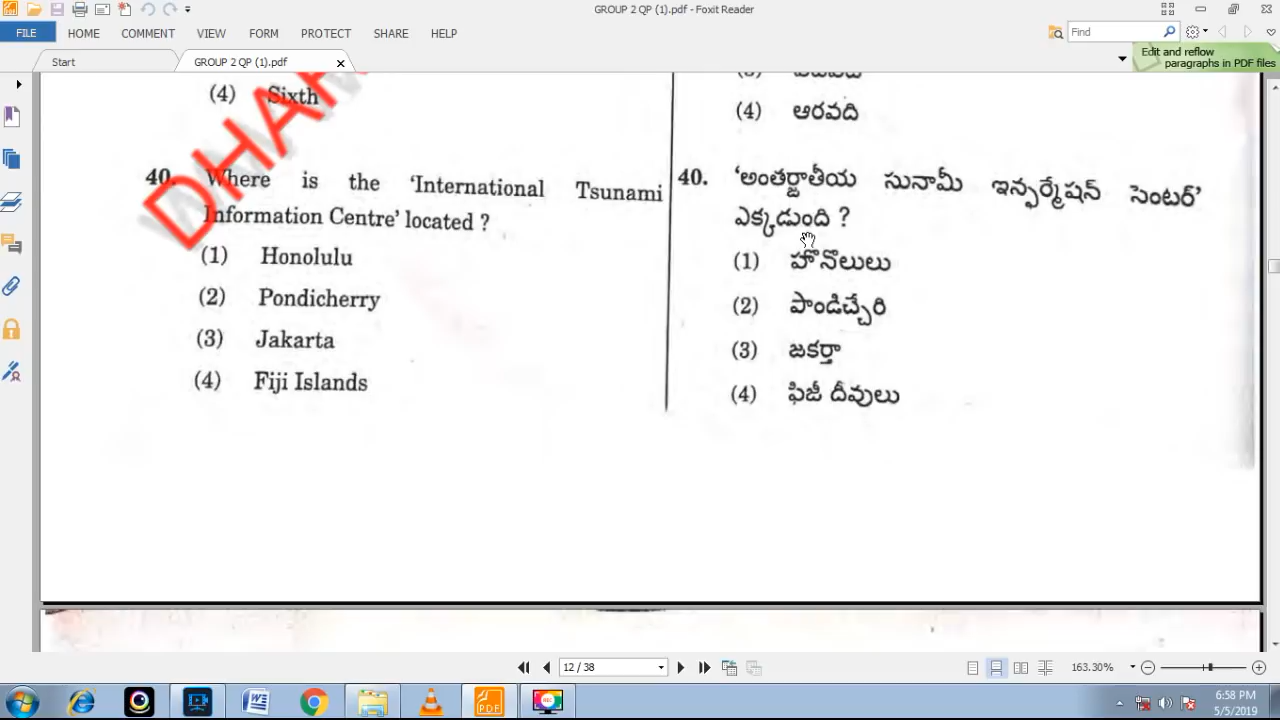 GROUP 2 QP (1).pdf - Foxit Reader
FILE HOME COMMENT VIEW FORM PROTECT SHARE HELP
Find
Edit and reflow
paragraphs in PDF files
Start
GROUP 2 QP (1).pdf
(4) Sixth
40. Where is the ‘International Tsunami
Information Centre’ located ?
(1) Honolulu
(2) Pondicherry
(3) Jakarta
(4) Fiji Islands
(4) ఆరవది
40. ‘అంతర్జాతీయ సునామీ ఇన్ఫర్మేషన్ సెంటర్’
ఎక్కడుంది ?
(1) హొనొలులు
(2) పాండిచ్చేరి
(3) జకర్తా
(4) ఫిజీ దీవులు
12 / 38
163.30%
6:58 PM
5/5/2019